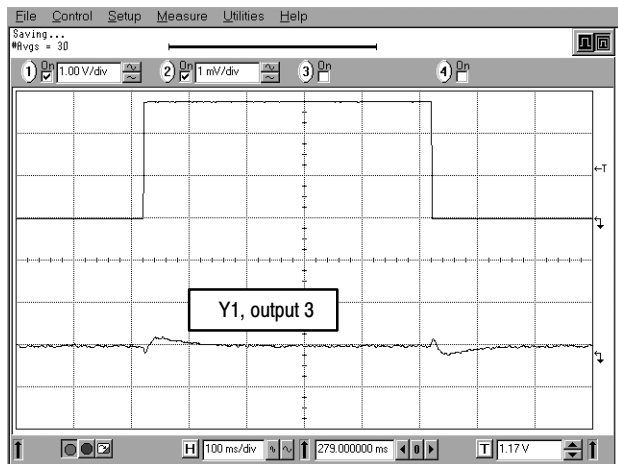 File Control Setup Measure Utilities Help
Saving...
#Avgs = 30
1 On 1.00 V/div 2 On 1 mV/div 3 On 4 On
T
Y1, output 3
H 100 ms/div 0 279.000000 ms T 1.17 V